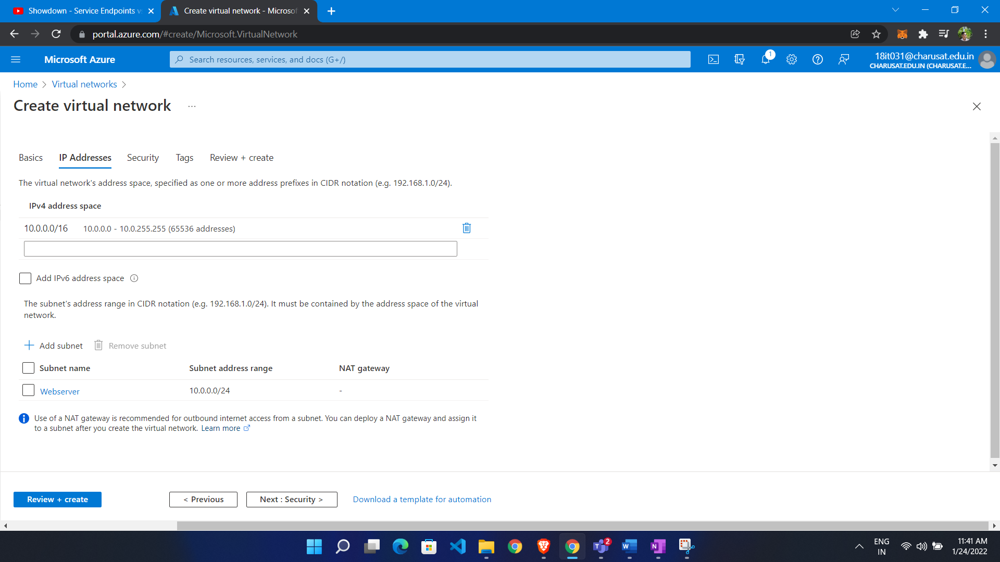 Showdown - Service Endpoints vs
Create virtual network - Microsof
portal.azure.com/#create/Microsoft.VirtualNetwork
Microsoft Azure
Search resources, services, and docs (G+/)
1
18it031@charusat.edu.in
CHARUSAT.EDU.IN (CHARUSAT.E...
Home > Virtual networks >
Create virtual network ...
Basics IP Addresses Security Tags Review + create
The virtual network's address space, specified as one or more address prefixes in CIDR notation (e.g. 192.168.1.0/24).
IPv4 address space
10.0.0.0/16 10.0.0.0 - 10.0.255.255 (65536 addresses)
Add IPv6 address space
The subnet's address range in CIDR notation (e.g. 192.168.1.0/24). It must be contained by the address space of the virtual
network.
+ Add subnet Remove subnet
Subnet name Subnet address range NAT gateway
Webserver 10.0.0.0/24 -
Use of a NAT gateway is recommended for outbound internet access from a subnet. You can deploy a NAT gateway and assign it
to a subnet after you create the virtual network. Learn more
Review + create < Previous Next : Security > Download a template for automation
2
ENG
IN
11:41 AM
1/24/2022